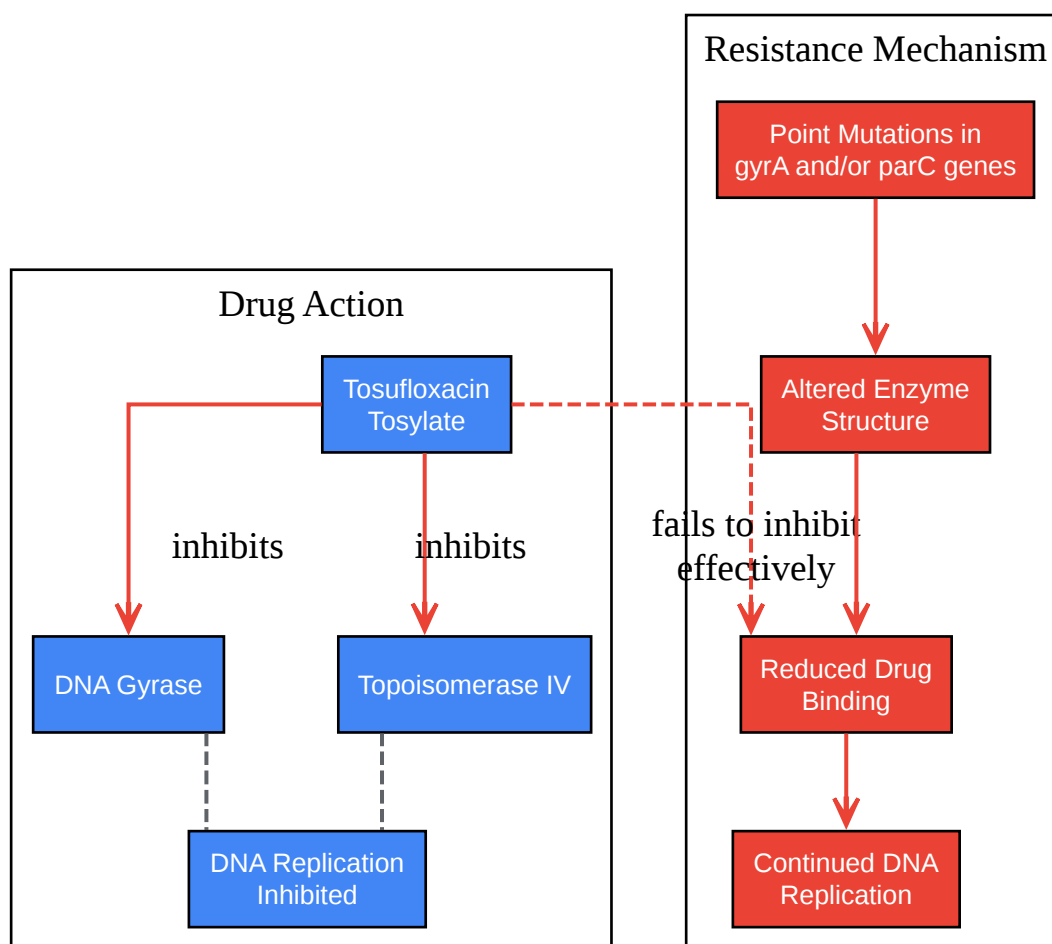 Resistance Mechanism
Point Mutations in
gyrA and/or parC genes
Drug Action
Tosufloxacin
Tosylate
Altered Enzyme
Structure
inhibits
inhibits
fails to inhibit
effectively
DNA Gyrase
Topoisomerase IV
Reduced Drug
Binding
DNA Replication
Inhibited
Continued DNA
Replication